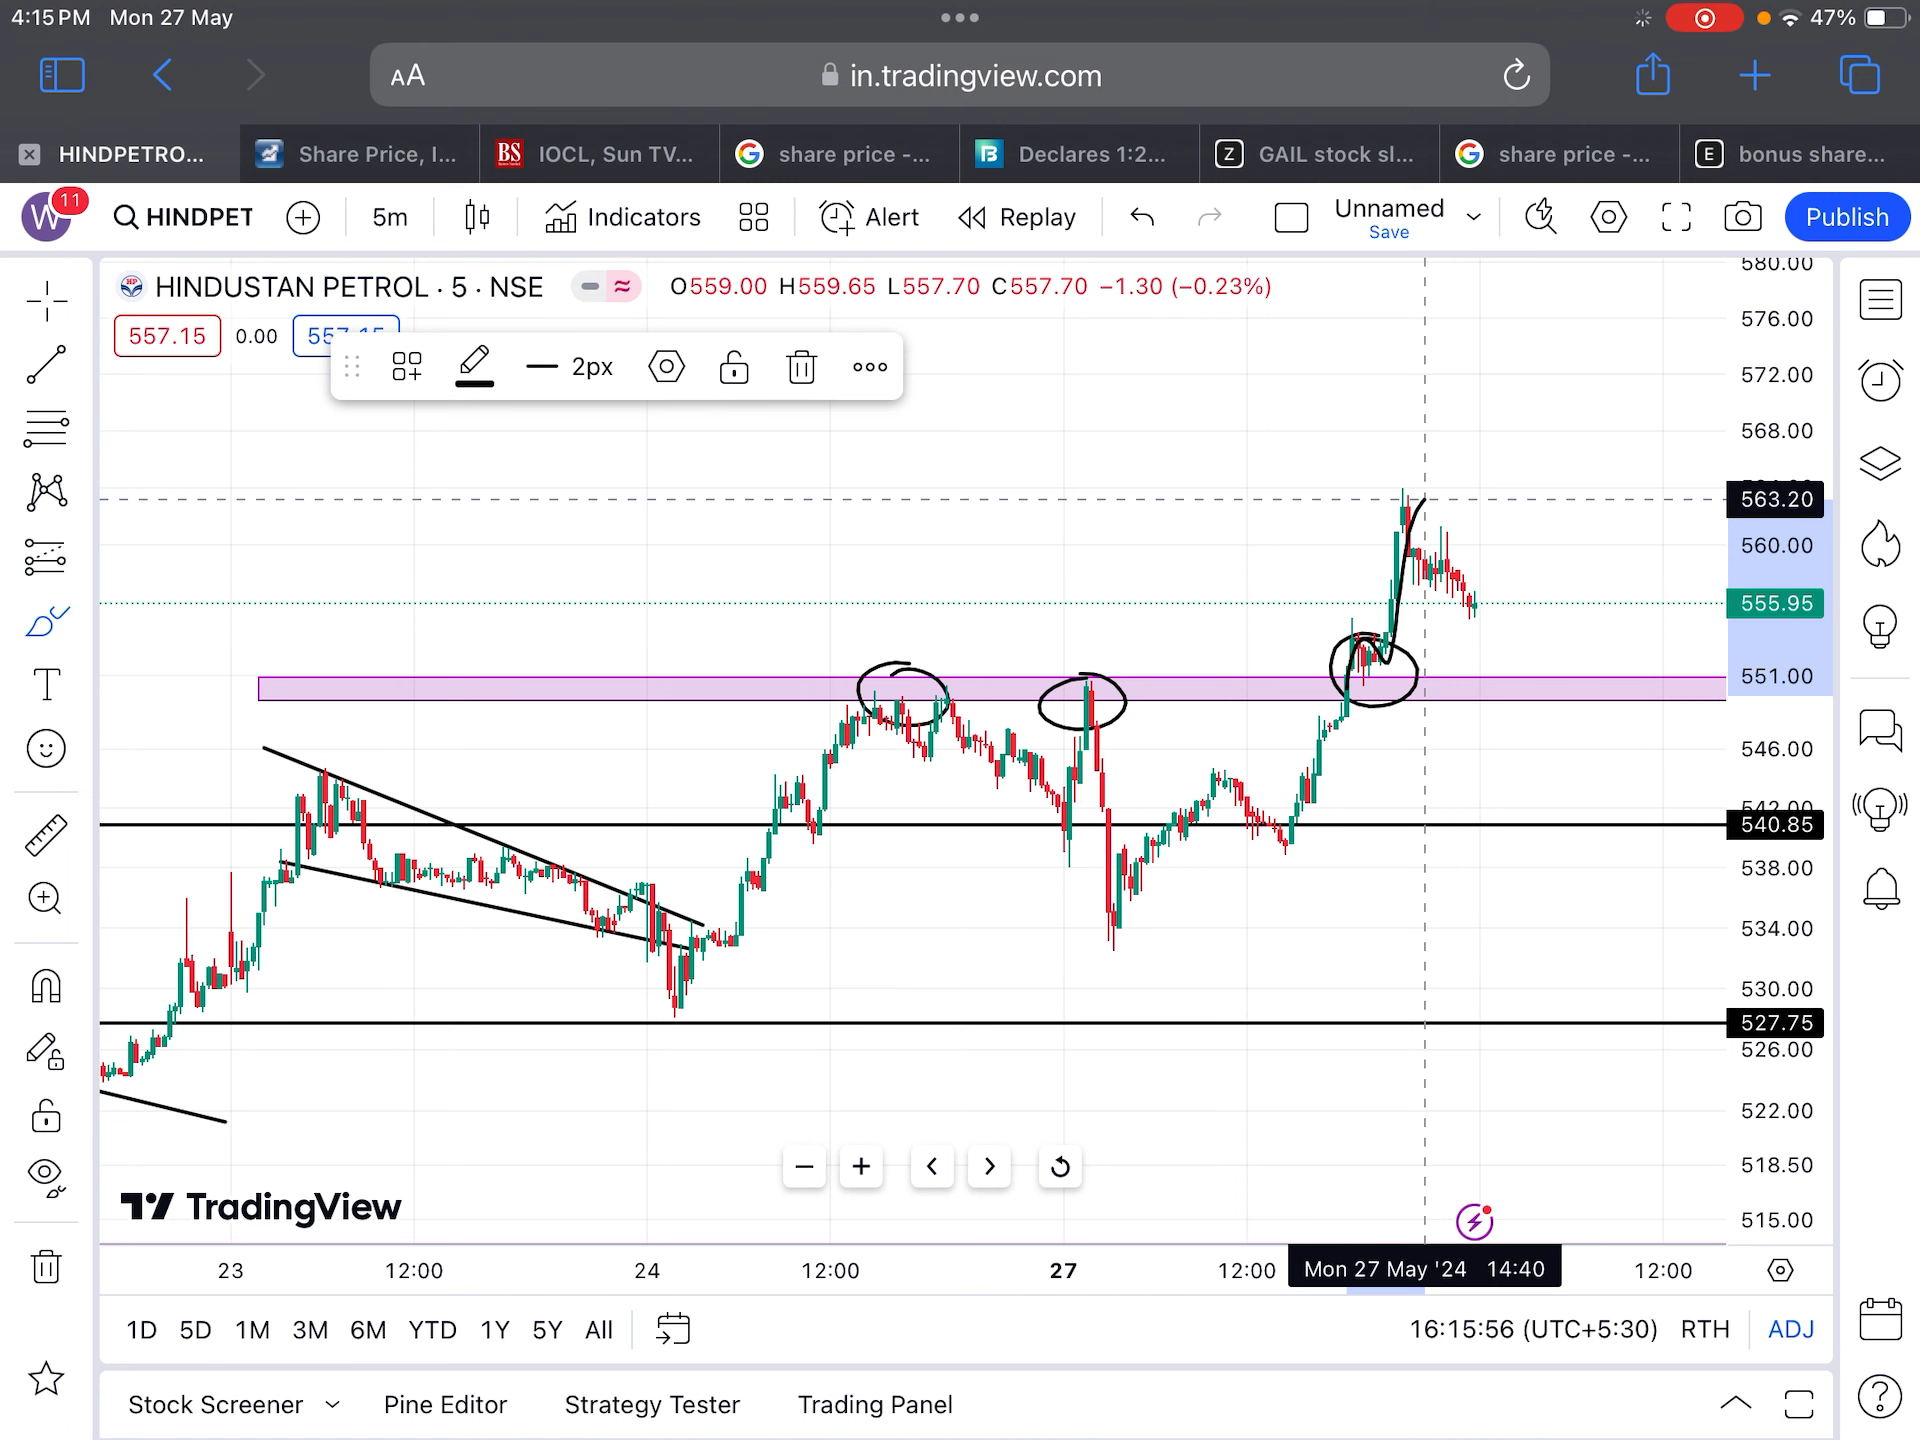 4:15 PM Mon 27 May
47%
AA in.tradingview.com
HINDPETRO... Share Price, I... BS IOCL, Sun TV... share price -... Declares 1:2... Z GAIL stock sl... share price -... E bonus share...
W 11 HINDPET 5m Indicators Alert Replay Unnamed Save Publish
HINDUSTAN PETROL · 5 · NSE O559.00 H559.65 L557.70 C557.70 −1.30 (−0.23%)
557.15 0.00
2px
580.00
576.00
572.00
568.00
563.20
560.00
555.95
551.00
546.00
542.00
540.85
538.00
534.00
530.00
527.75
526.00
522.00
518.50
515.00
TradingView
23 12:00 24 12:00 27 12:00 Mon 27 May '24 14:40 12:00
1D 5D 1M 3M 6M YTD 1Y 5Y All 16:15:56 (UTC+5:30) RTH ADJ
Stock Screener Pine Editor Strategy Tester Trading Panel